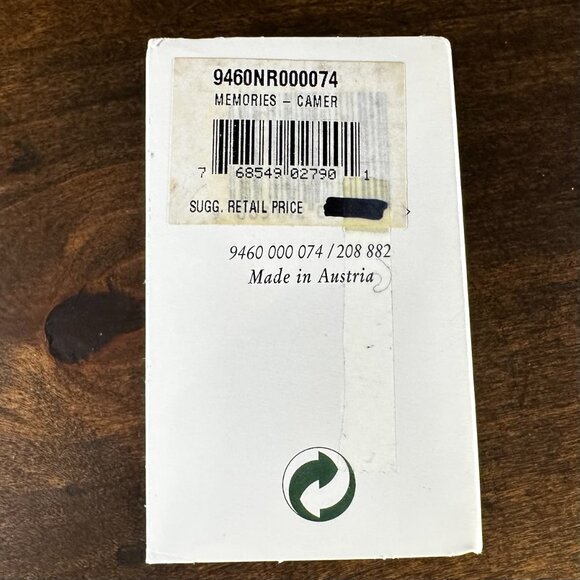 9460NR000074
MEMORIES – CAMER
7 68549 02790 1
SUGG. RETAIL PRICE
9460 000 074 / 208 882
Made in Austria